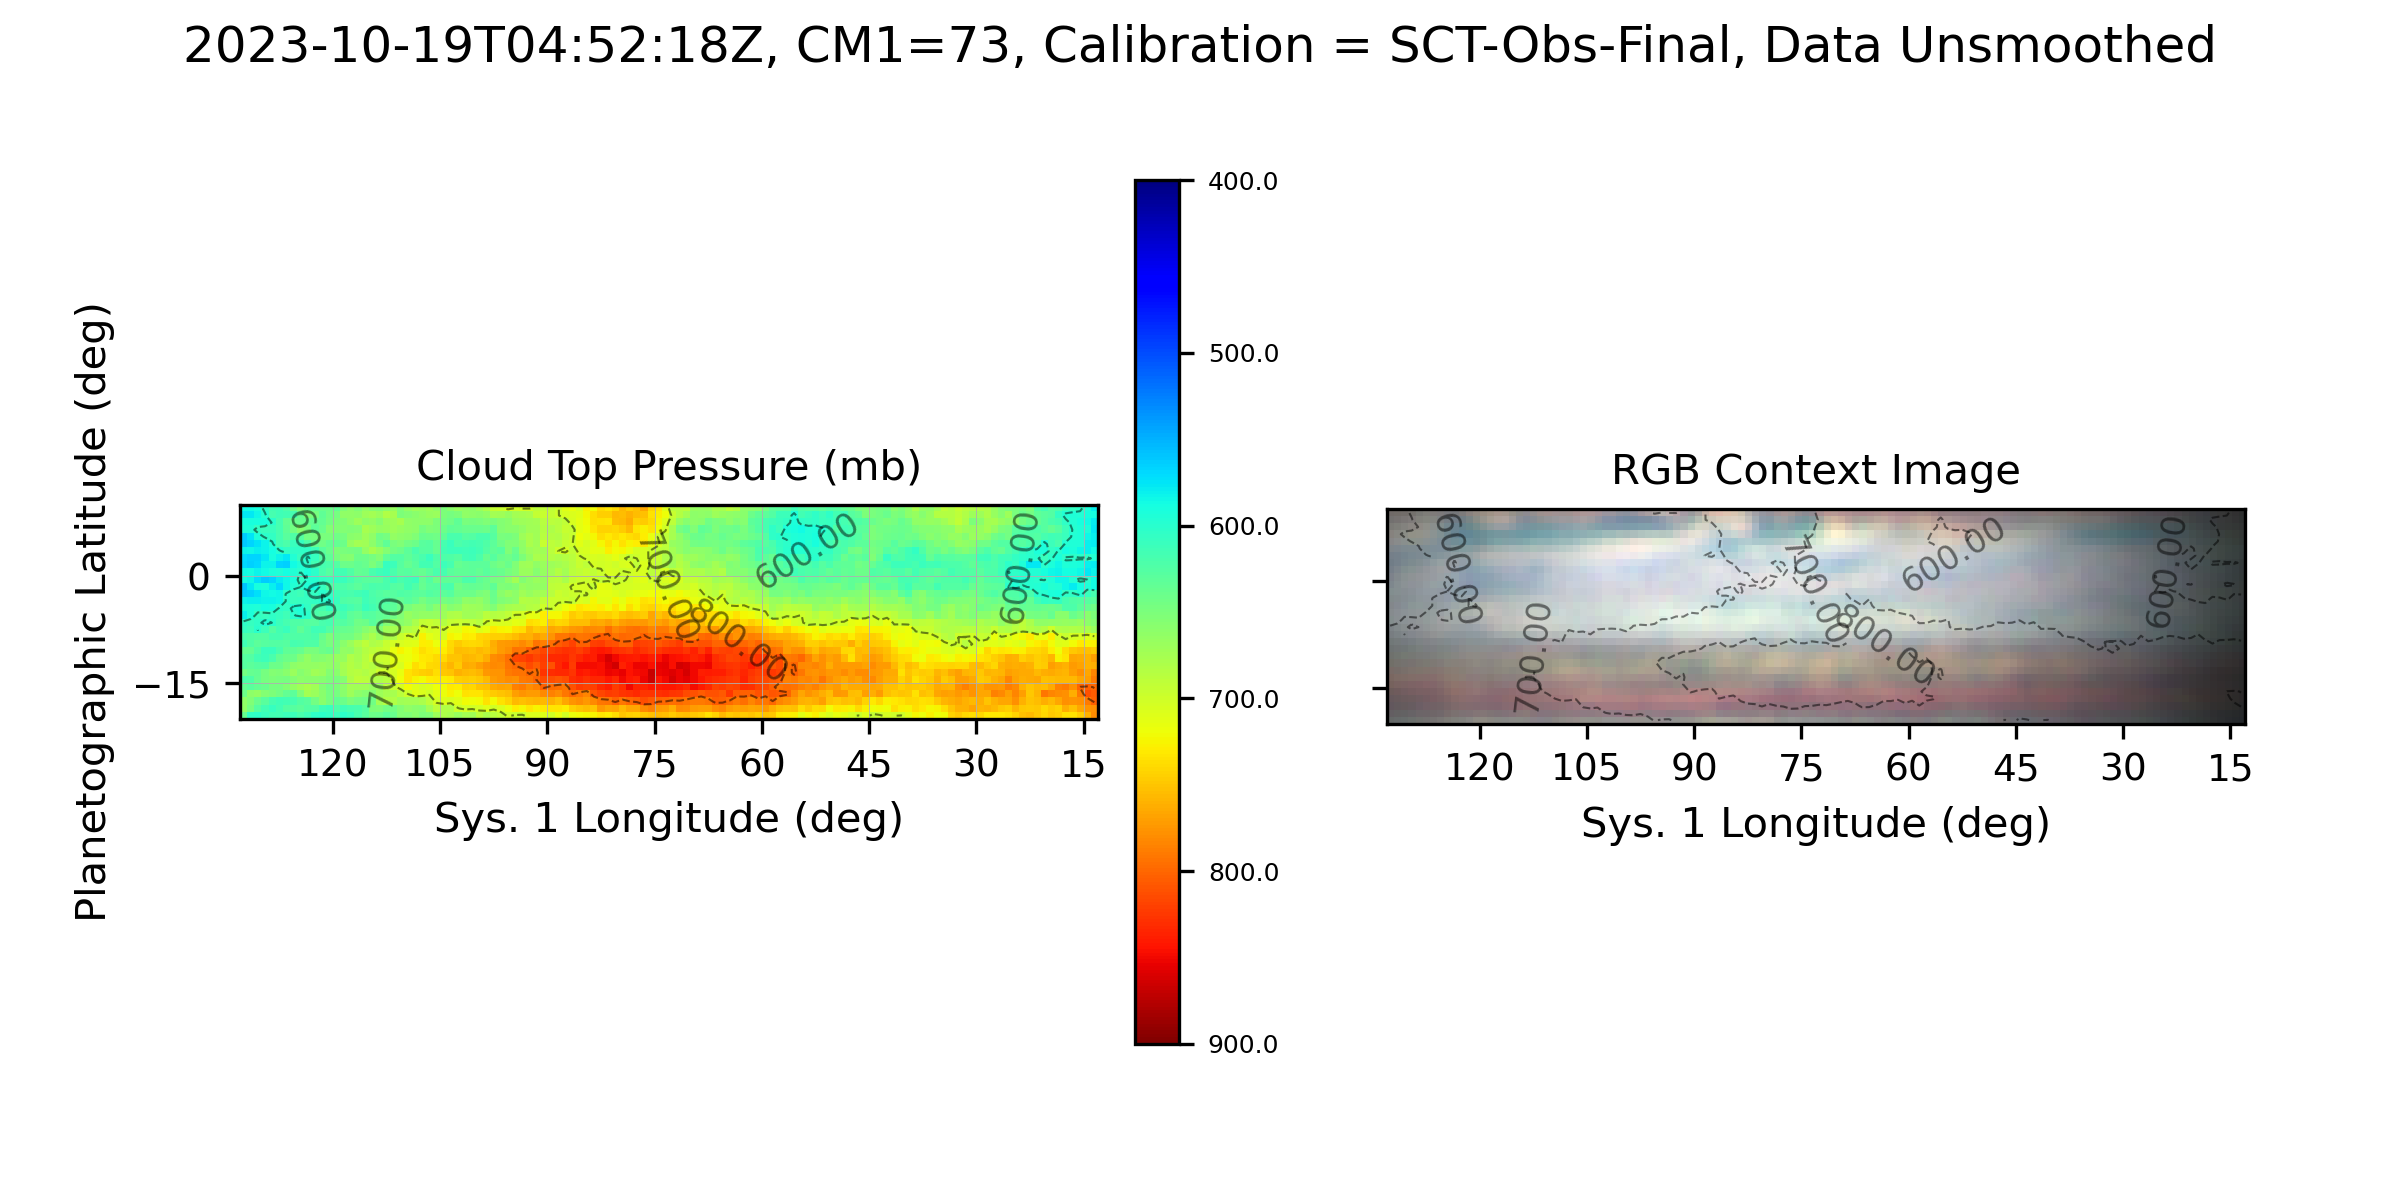 2023-10-19T04:52:18Z, CM1=73, Calibration = SCT-Obs-Final, Data Unsmoothed
Planetographic Latitude (deg)
Cloud Top Pressure (mb)
600.00
700.00
700.00
800.00
600.00
600.00
0
−15
120 105 90 75 60 45 30 15
Sys. 1 Longitude (deg)
400.0
500.0
600.0
700.0
800.0
900.0
RGB Context Image
600.00
700.00
700.00
800.00
600.00
600.00
120 105 90 75 60 45 30 15
Sys. 1 Longitude (deg)